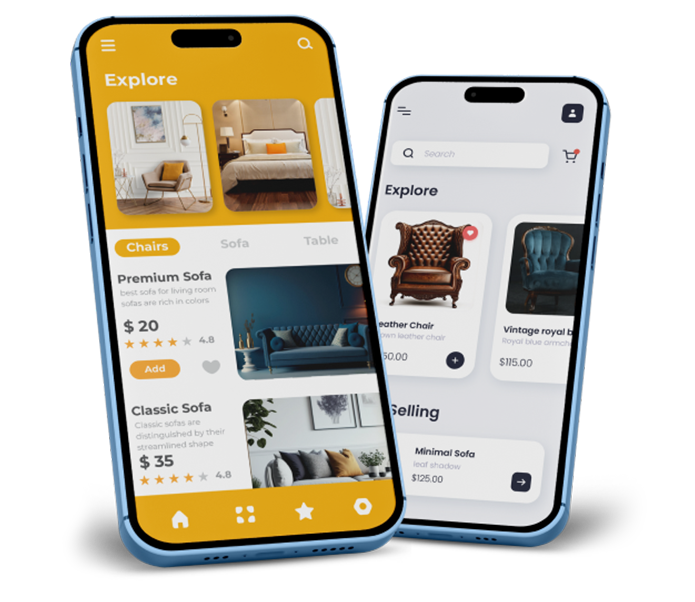 Explore
Chairs
Sofa
Table
Premium Sofa
best sofa for living room
sofas are rich in colors
$ 20
4.8
Add
Classic Sofa
Classic sofas are
distinguished by their
streamlined shape
$ 35
4.8
Search
Explore
eather Chair
own leather chair
50.00
Vintage royal b
Royal blue armch
$115.00
Selling
Minimal Sofa
leaf shadow
$125.00